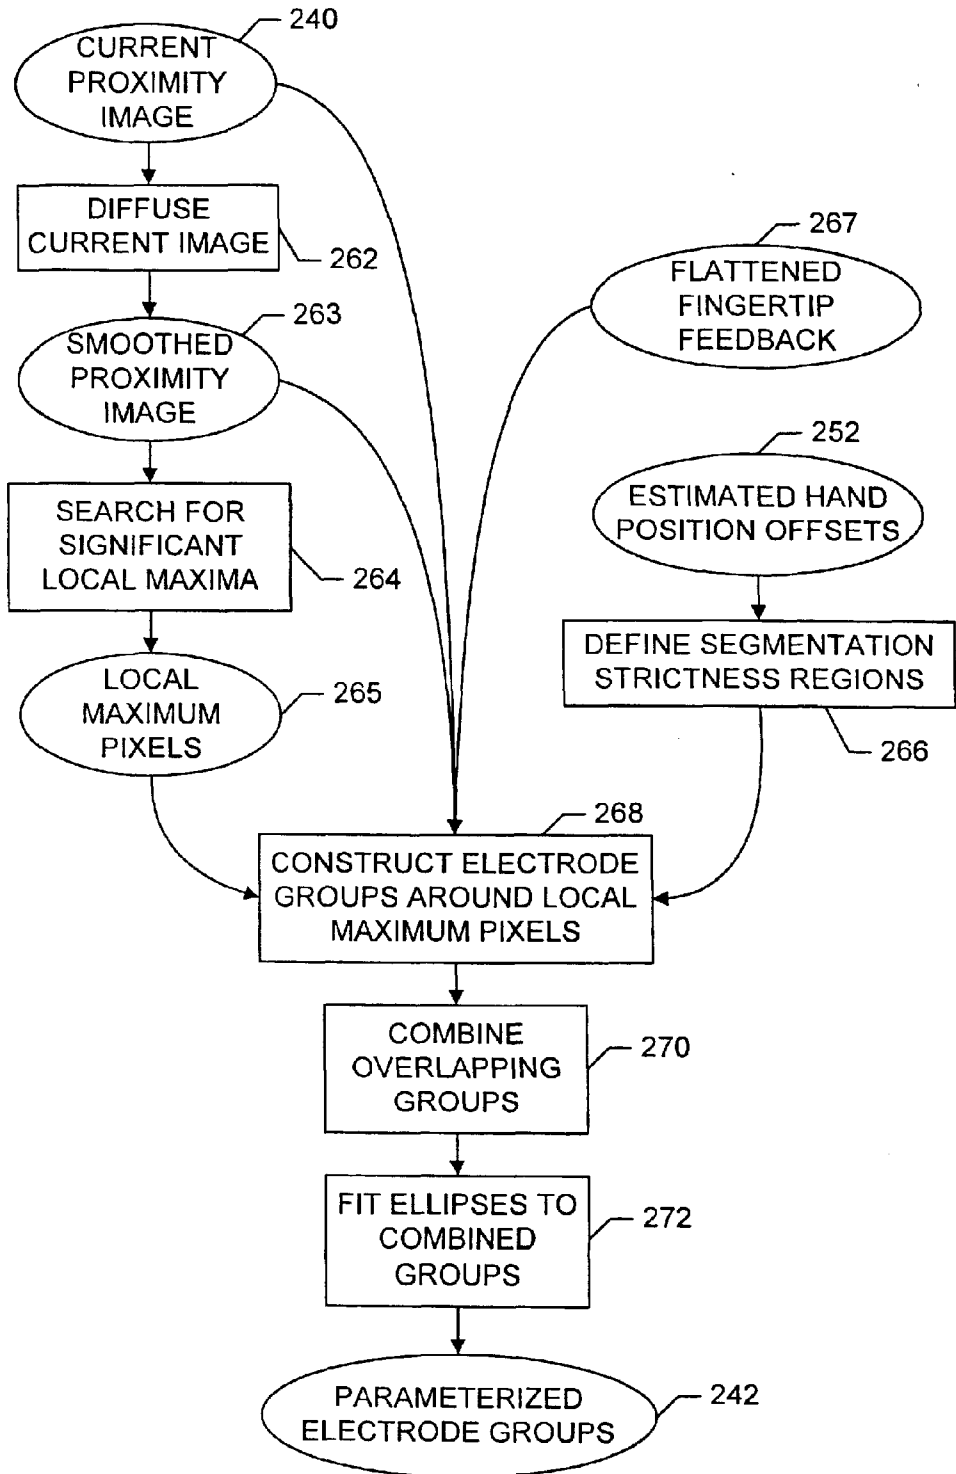 240
CURRENT
PROXIMITY
IMAGE
DIFFUSE
CURRENT IMAGE
262
263
SMOOTHED
PROXIMITY
IMAGE
SEARCH FOR
SIGNIFICANT
LOCAL MAXIMA
264
LOCAL
MAXIMUM
PIXELS
265
267
FLATTENED
FINGERTIP
FEEDBACK
252
ESTIMATED HAND
POSITION OFFSETS
DEFINE SEGMENTATION
STRICTNESS REGIONS
266
268
CONSTRUCT ELECTRODE
GROUPS AROUND LOCAL
MAXIMUM PIXELS
COMBINE
OVERLAPPING
GROUPS
270
FIT ELLIPSES TO
COMBINED
GROUPS
272
PARAMETERIZED
ELECTRODE GROUPS
242